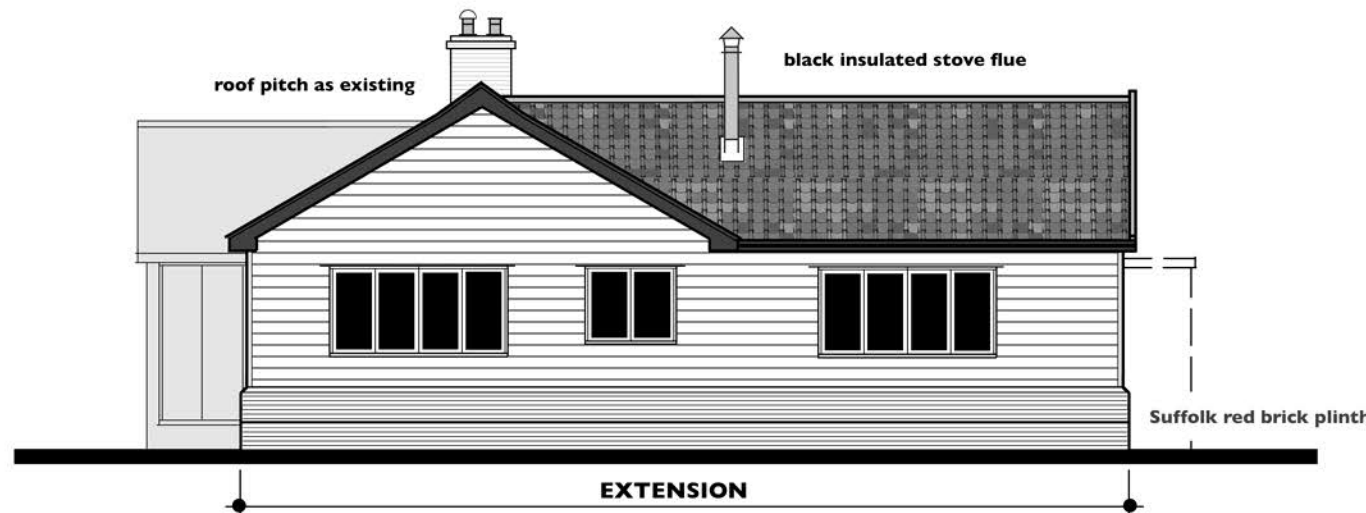 black insulated stove flue
roof pitch as existing
Suffolk red brick plinth
EXTENSION